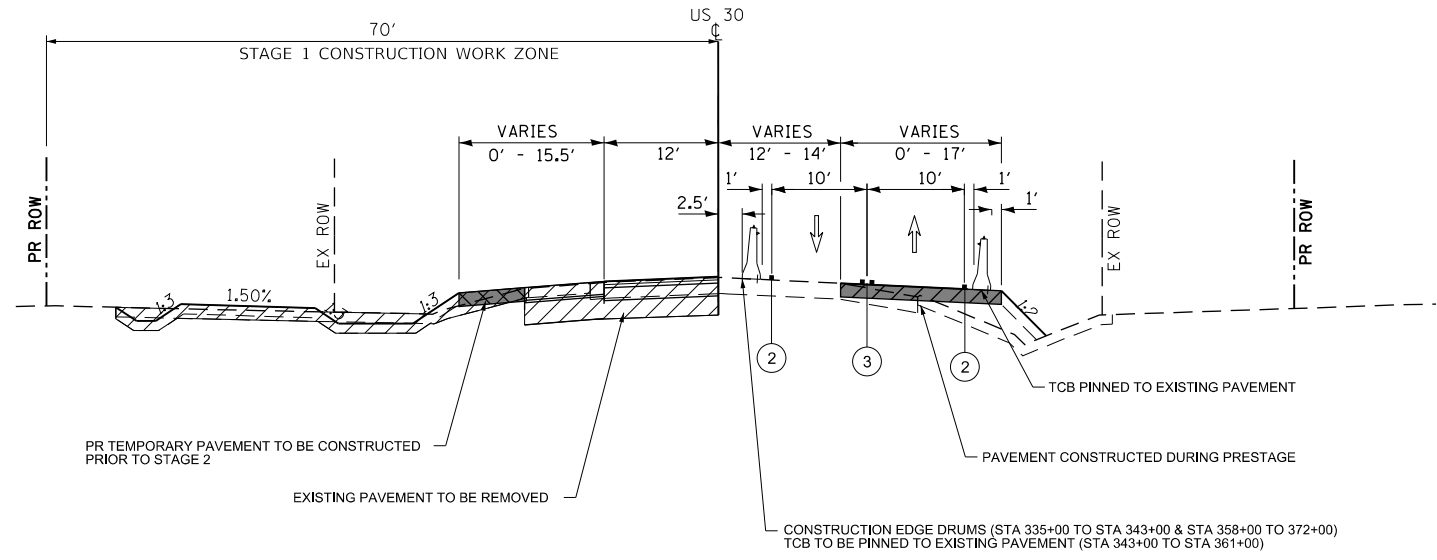 US 30
℄
70'
STAGE 1 CONSTRUCTION WORK ZONE
VARIES
0' - 15.5'
12'
VARIES
12' - 14'
VARIES
0' - 17'
1'
10'
10'
1'
2.5'
1'
PR ROW
EX ROW
EX ROW
PR ROW
1:3
1.50%
1:3
1:3
2
3
2
TCB PINNED TO EXISTING PAVEMENT
PR TEMPORARY PAVEMENT TO BE CONSTRUCTED
PRIOR TO STAGE 2
PAVEMENT CONSTRUCTED DURING PRESTAGE
EXISTING PAVEMENT TO BE REMOVED
CONSTRUCTION EDGE DRUMS (STA 335+00 TO STA 343+00 & STA 358+00 TO 372+00)
TCB TO BE PINNED TO EXISTING PAVEMENT (STA 343+00 TO STA 361+00)